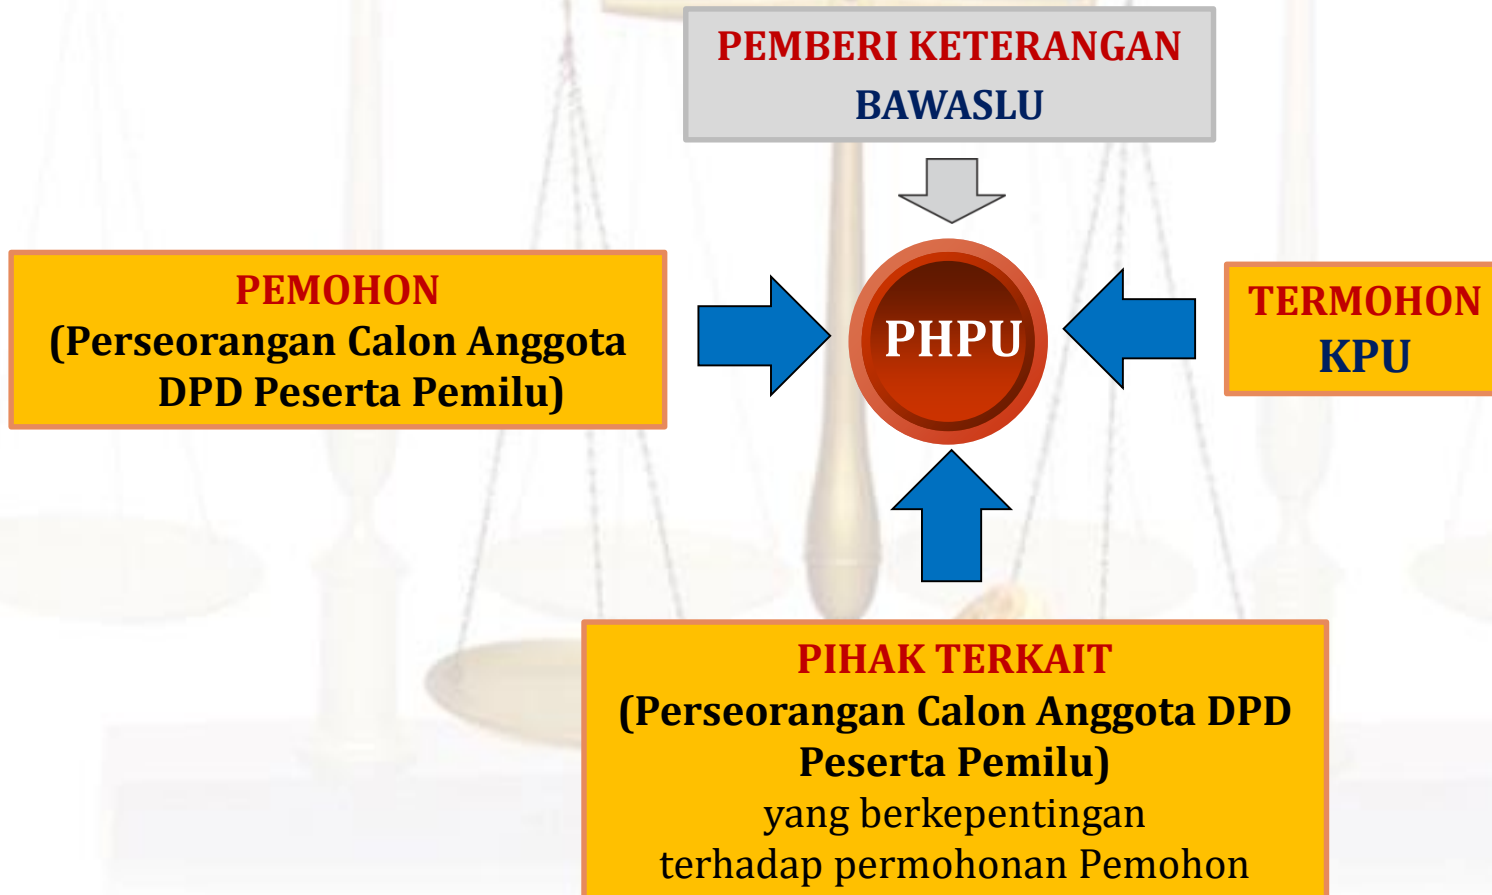 PEMBERI KETERANGAN
BAWASLU
PEMOHON
(Perseorangan Calon Anggota
DPD Peserta Pemilu)
PHPU
TERMOHON
KPU
PIHAK TERKAIT
(Perseorangan Calon Anggota DPD
Peserta Pemilu)
yang berkepentingan
terhadap permohonan Pemohon